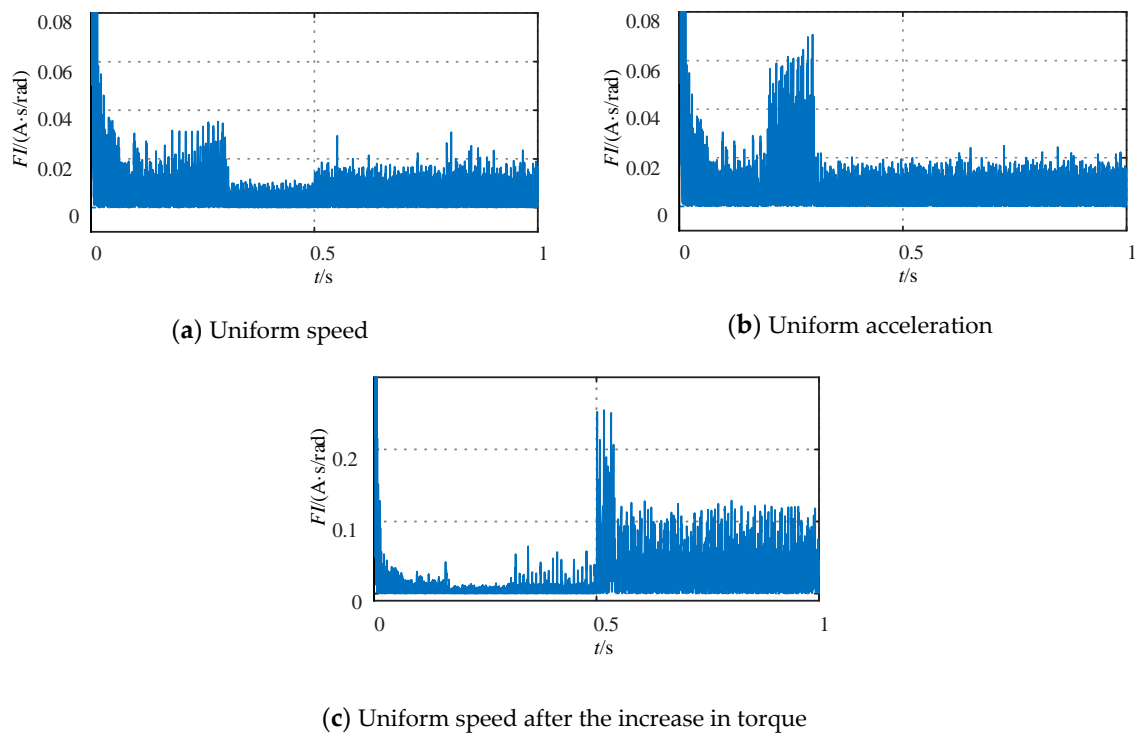 0.08
0.06
0.04
0.02
0
FI/(A·s/rad)
0 0.5 1
t/s
(a) Uniform speed
0.08
0.06
0.04
0.02
0
FI/(A·s/rad)
0 0.5 1
t/s
(b) Uniform acceleration
0.2
0.1
0
FI/(A·s/rad)
0 0.5 1
t/s
(c) Uniform speed after the increase in torque